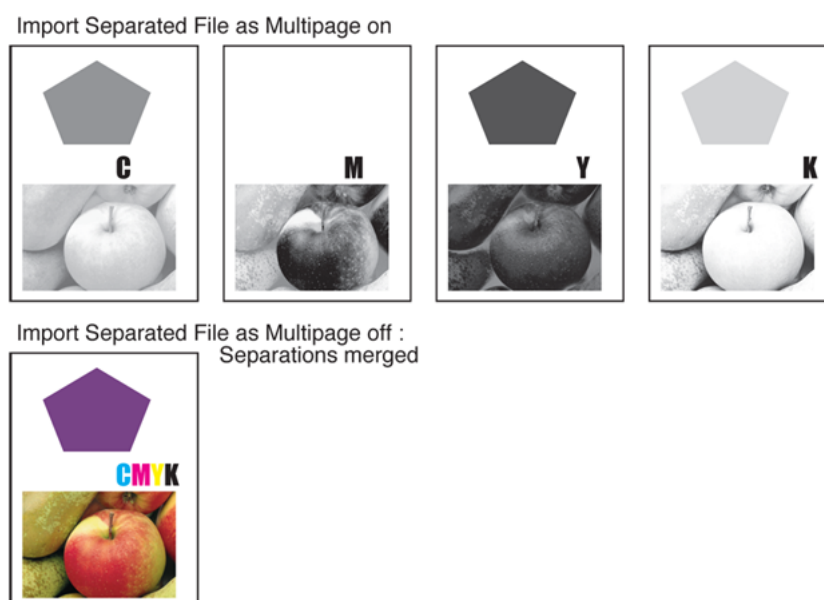 Import Separated File as Multipage on
C
M
Y
K
Import Separated File as Multipage off :
Separations merged
CMYK